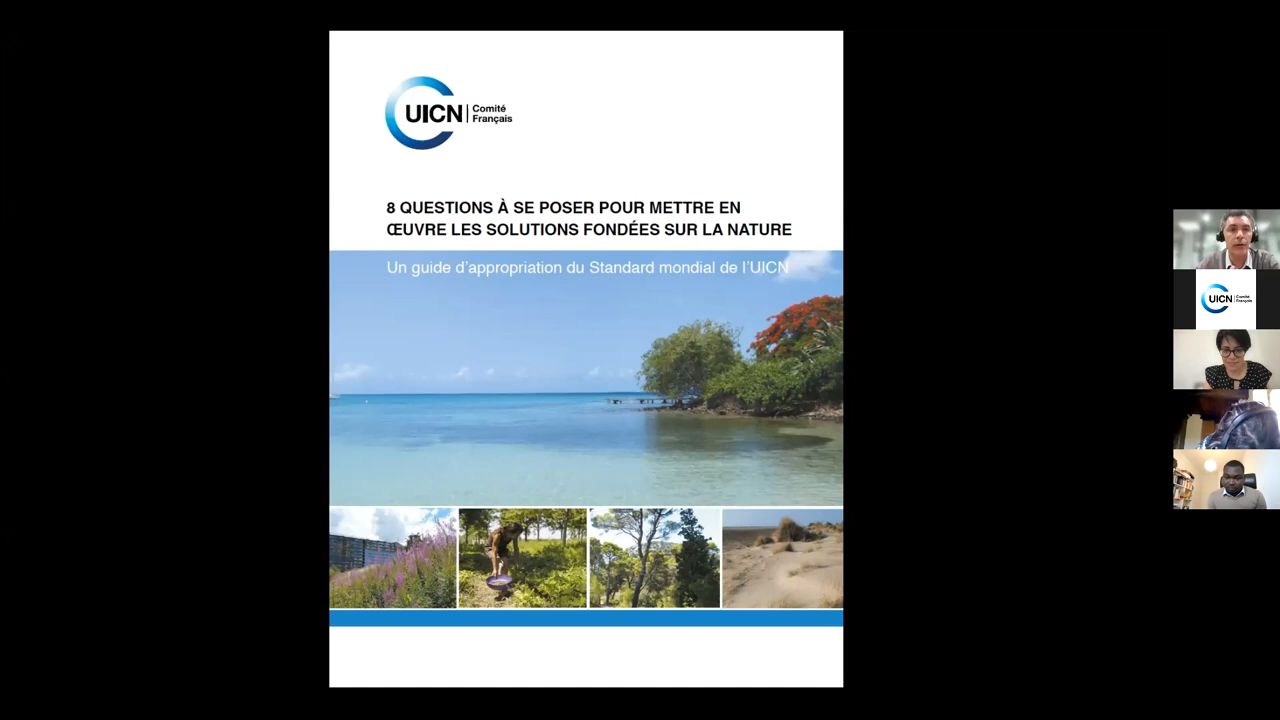 UICN
Comité
Français
8 QUESTIONS À SE POSER POUR METTRE EN
ŒUVRE LES SOLUTIONS FONDÉES SUR LA NATURE
Un guide d'appropriation du Standard mondial de l'UICN
UICN
Comité
Français